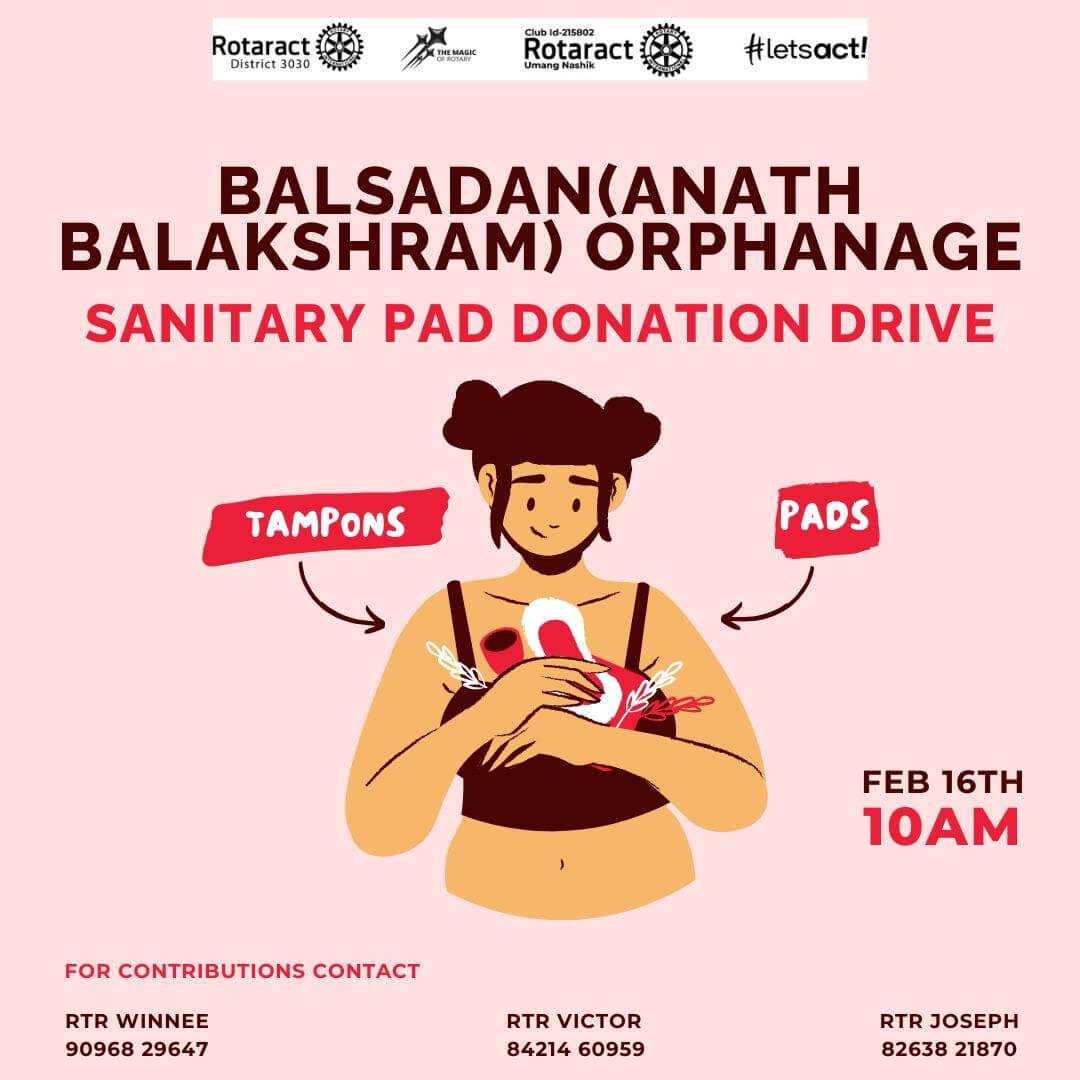 Rotaract
District 3030
THE MAGIC
OF ROTARY
Club Id-215802
Rotaract
Umang Nashik
#letsact!
BALSADAN(ANATH
BALAKSHRAM) ORPHANAGE
SANITARY PAD DONATION DRIVE
TAMPONS
PADS
FEB 16TH
10AM
FOR CONTRIBUTIONS CONTACT
RTR WINNEE
90968 29647
RTR VICTOR
84214 60959
RTR JOSEPH
82638 21870